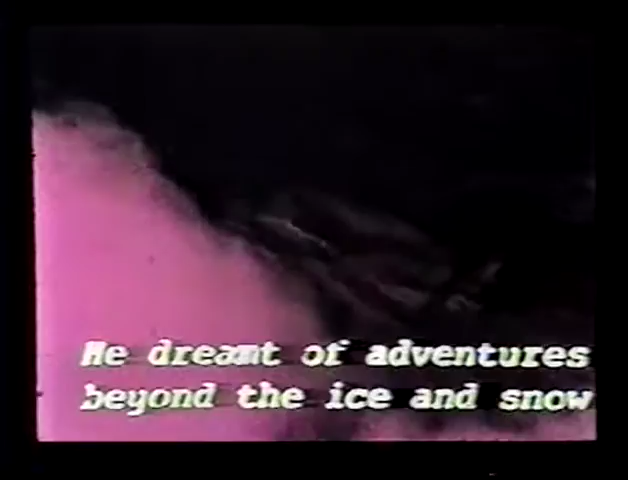 He dreamt of adventures
beyond the ice and snow